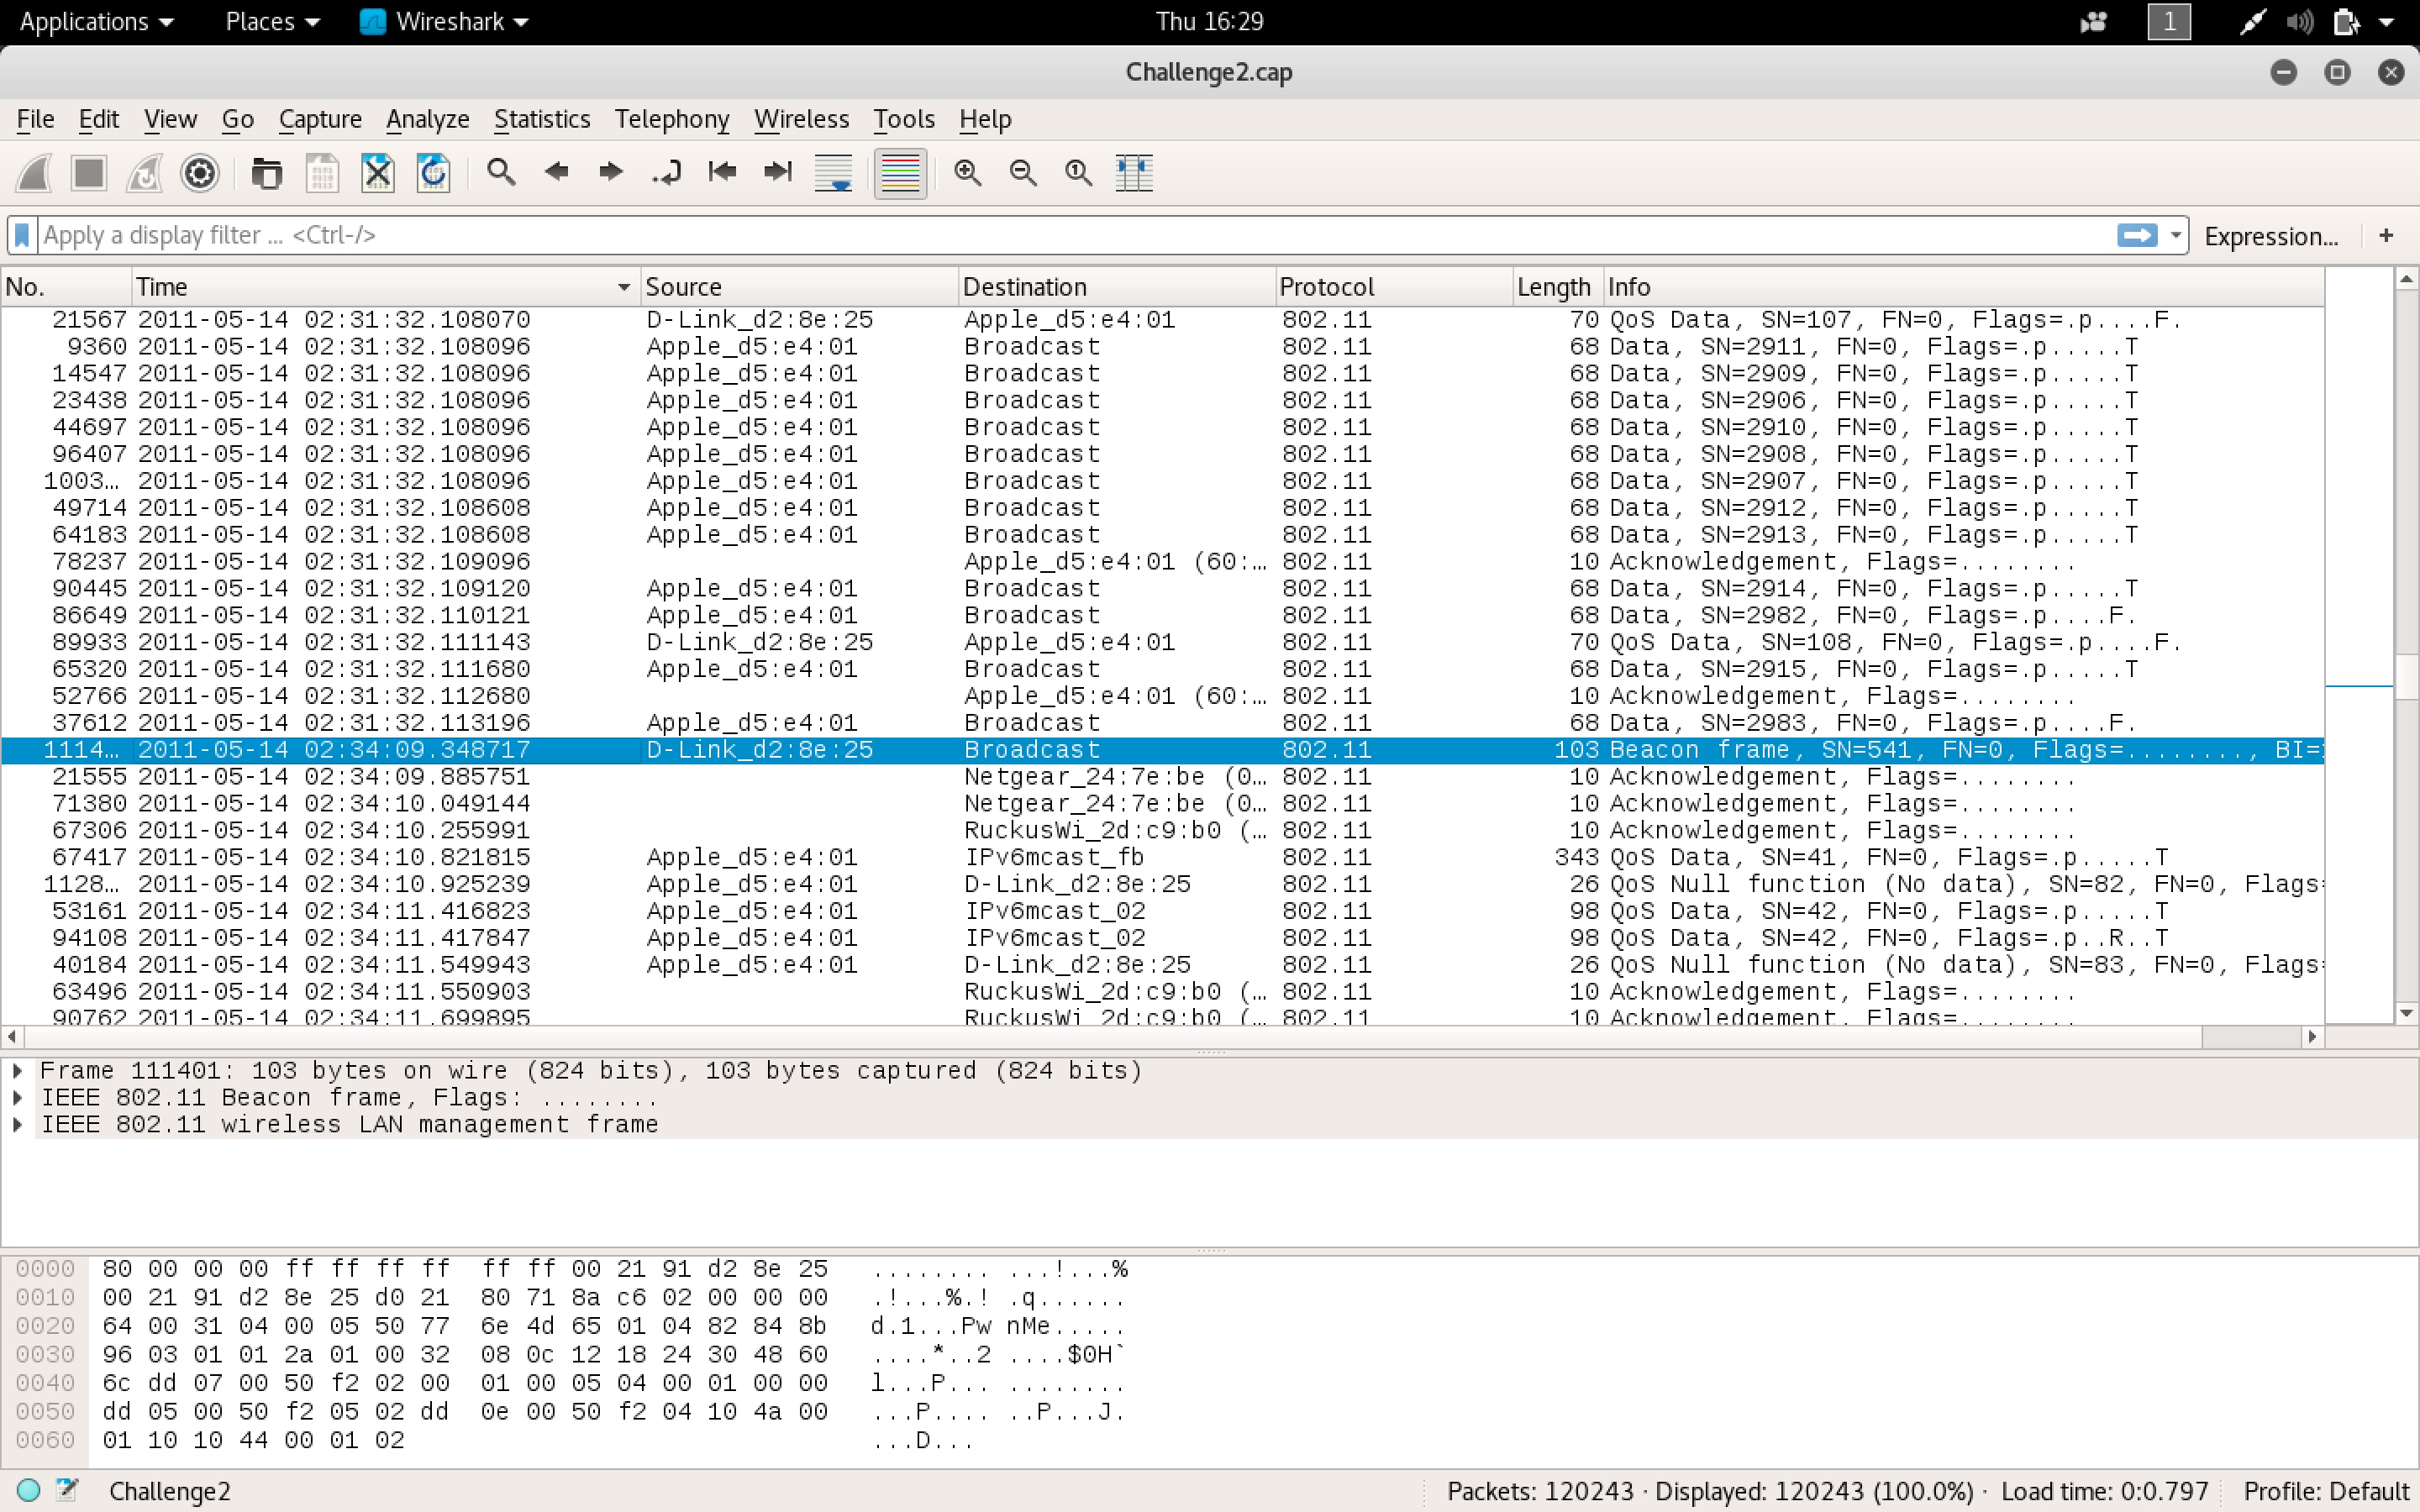 Applications Places Wireshark Thu 16:29 1
Challenge2.cap
File Edit View Go Capture Analyze Statistics Telephony Wireless Tools Help
Apply a display filter ... <Ctrl-/> Expression... +
No. Time Source Destination Protocol Length Info
21567 2011-05-14 02:31:32.108070 D-Link_d2:8e:25 Apple_d5:e4:01 802.11 70 QoS Data, SN=107, FN=0, Flags=.p....F.
9360 2011-05-14 02:31:32.108096 Apple_d5:e4:01 Broadcast 802.11 68 Data, SN=2911, FN=0, Flags=.p.....T
14547 2011-05-14 02:31:32.108096 Apple_d5:e4:01 Broadcast 802.11 68 Data, SN=2909, FN=0, Flags=.p.....T
23438 2011-05-14 02:31:32.108096 Apple_d5:e4:01 Broadcast 802.11 68 Data, SN=2906, FN=0, Flags=.p.....T
44697 2011-05-14 02:31:32.108096 Apple_d5:e4:01 Broadcast 802.11 68 Data, SN=2910, FN=0, Flags=.p.....T
96407 2011-05-14 02:31:32.108096 Apple_d5:e4:01 Broadcast 802.11 68 Data, SN=2908, FN=0, Flags=.p.....T
1003… 2011-05-14 02:31:32.108096 Apple_d5:e4:01 Broadcast 802.11 68 Data, SN=2907, FN=0, Flags=.p.....T
49714 2011-05-14 02:31:32.108608 Apple_d5:e4:01 Broadcast 802.11 68 Data, SN=2912, FN=0, Flags=.p.....T
64183 2011-05-14 02:31:32.108608 Apple_d5:e4:01 Broadcast 802.11 68 Data, SN=2913, FN=0, Flags=.p.....T
78237 2011-05-14 02:31:32.109096 Apple_d5:e4:01 (60:… 802.11 10 Acknowledgement, Flags=........
90445 2011-05-14 02:31:32.109120 Apple_d5:e4:01 Broadcast 802.11 68 Data, SN=2914, FN=0, Flags=.p.....T
86649 2011-05-14 02:31:32.110121 Apple_d5:e4:01 Broadcast 802.11 68 Data, SN=2982, FN=0, Flags=.p....F.
89933 2011-05-14 02:31:32.111143 D-Link_d2:8e:25 Apple_d5:e4:01 802.11 70 QoS Data, SN=108, FN=0, Flags=.p....F.
65320 2011-05-14 02:31:32.111680 Apple_d5:e4:01 Broadcast 802.11 68 Data, SN=2915, FN=0, Flags=.p.....T
52766 2011-05-14 02:31:32.112680 Apple_d5:e4:01 (60:… 802.11 10 Acknowledgement, Flags=........
37612 2011-05-14 02:31:32.113196 Apple_d5:e4:01 Broadcast 802.11 68 Data, SN=2983, FN=0, Flags=.p....F.
1114… 2011-05-14 02:34:09.348717 D-Link_d2:8e:25 Broadcast 802.11 103 Beacon frame, SN=541, FN=0, Flags=........, BI=
21555 2011-05-14 02:34:09.885751 Netgear_24:7e:be (0… 802.11 10 Acknowledgement, Flags=........
71380 2011-05-14 02:34:10.049144 Netgear_24:7e:be (0… 802.11 10 Acknowledgement, Flags=........
67306 2011-05-14 02:34:10.255991 RuckusWi_2d:c9:b0 (… 802.11 10 Acknowledgement, Flags=........
67417 2011-05-14 02:34:10.821815 Apple_d5:e4:01 IPv6mcast_fb 802.11 343 QoS Data, SN=41, FN=0, Flags=.p.....T
1128… 2011-05-14 02:34:10.925239 Apple_d5:e4:01 D-Link_d2:8e:25 802.11 26 QoS Null function (No data), SN=82, FN=0, Flags
53161 2011-05-14 02:34:11.416823 Apple_d5:e4:01 IPv6mcast_02 802.11 98 QoS Data, SN=42, FN=0, Flags=.p.....T
94108 2011-05-14 02:34:11.417847 Apple_d5:e4:01 IPv6mcast_02 802.11 98 QoS Data, SN=42, FN=0, Flags=.p..R..T
40184 2011-05-14 02:34:11.549943 Apple_d5:e4:01 D-Link_d2:8e:25 802.11 26 QoS Null function (No data), SN=83, FN=0, Flags
63496 2011-05-14 02:34:11.550903 RuckusWi_2d:c9:b0 (… 802.11 10 Acknowledgement, Flags=........
90762 2011-05-14 02:34:11.699895 RuckusWi_2d:c9:b0 (… 802.11 10 Acknowledgement, Flags=........
Frame 111401: 103 bytes on wire (824 bits), 103 bytes captured (824 bits)
IEEE 802.11 Beacon frame, Flags: ........
IEEE 802.11 wireless LAN management frame
0000 80 00 00 00 ff ff ff ff ff ff 00 21 91 d2 8e 25 ........ ...!...%
0010 00 21 91 d2 8e 25 d0 21 80 71 8a c6 02 00 00 00 .!...%.! .q......
0020 64 00 31 04 00 05 50 77 6e 4d 65 01 04 82 84 8b d.1...Pw nMe.....
0030 96 03 01 01 2a 01 00 32 08 0c 12 18 24 30 48 60 ....*..2 ....$0H`
0040 6c dd 07 00 50 f2 02 00 01 00 05 04 00 01 00 00 l...P... ........
0050 dd 05 00 50 f2 05 02 dd 0e 00 50 f2 04 10 4a 00 ...P.... ..P...J.
0060 01 10 10 44 00 01 02 ...D...
Challenge2 Packets: 120243 · Displayed: 120243 (100.0%) · Load time: 0:0.797 Profile: Default